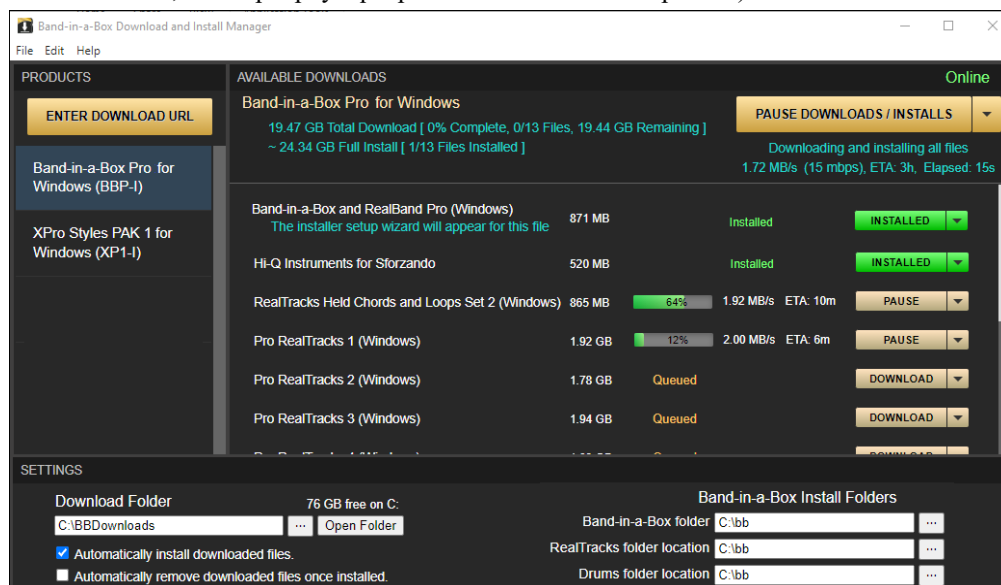 Band-in-a-Box Download and Install Manager
File Edit Help
PRODUCTS
AVAILABLE DOWNLOADS
Online
ENTER DOWNLOAD URL
Band-in-a-Box Pro for Windows
19.47 GB Total Download [ 0% Complete, 0/13 Files, 19.44 GB Remaining ]
~ 24.34 GB Full Install [ 1/13 Files Installed ]
PAUSE DOWNLOADS / INSTALLS
Downloading and installing all files
1.72 MB/s (15 mbps), ETA: 3h, Elapsed: 15s
Band-in-a-Box Pro for
Windows (BBP-I)
XPro Styles PAK 1 for
Windows (XP1-I)
Band-in-a-Box and RealBand Pro (Windows) 871 MB Installed INSTALLED
The installer setup wizard will appear for this file
Hi-Q Instruments for Sforzando 520 MB Installed INSTALLED
RealTracks Held Chords and Loops Set 2 (Windows) 865 MB 64% 1.92 MB/s ETA: 10m PAUSE
Pro RealTracks 1 (Windows) 1.92 GB 12% 2.00 MB/s ETA: 6m PAUSE
Pro RealTracks 2 (Windows) 1.78 GB Queued DOWNLOAD
Pro RealTracks 3 (Windows) 1.94 GB Queued DOWNLOAD
SETTINGS
Download Folder
76 GB free on C:
C:\BBDownloads ... Open Folder
Automatically install downloaded files.
Automatically remove downloaded files once installed.
Band-in-a-Box Install Folders
Band-in-a-Box folder C:\bb ...
RealTracks folder location C:\bb ...
Drums folder location C:\bb ...